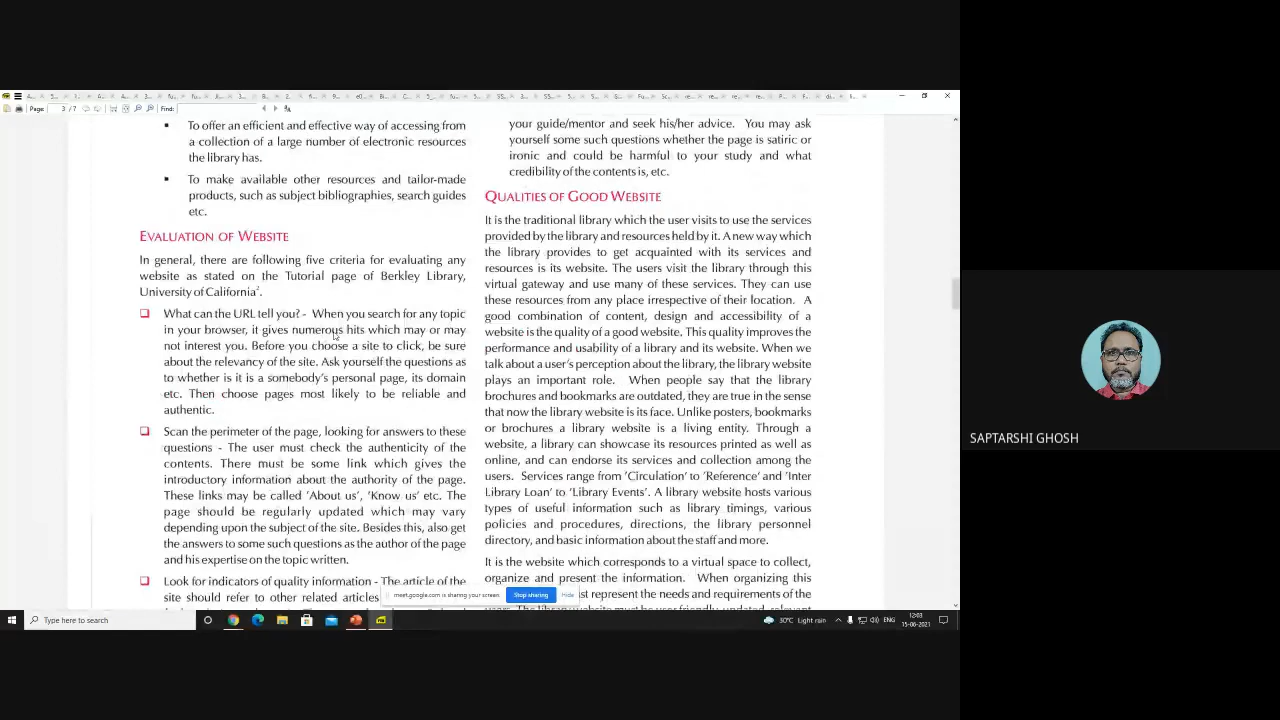 Page: 3 / 7 Find:
To offer an efficient and effective way of accessing from
a collection of a large number of electronic resources
the library has.
To make available other resources and tailor-made
products, such as subject bibliographies, search guides
etc.
EVALUATION OF WEBSITE
In general, there are following five criteria for evaluating any
website as stated on the Tutorial page of Berkley Library,
University of California².
What can the URL tell you? - When you search for any topic
in your browser, it gives numerous hits which may or may
not interest you. Before you choose a site to click, be sure
about the relevancy of the site. Ask yourself the questions as
to whether is it is a somebody's personal page, its domain
etc. Then choose pages most likely to be reliable and
authentic.
Scan the perimeter of the page, looking for answers to these
questions - The user must check the authenticity of the
contents. There must be some link which gives the
introductory information about the authority of the page.
These links may be called 'About us', 'Know us' etc. The
page should be regularly updated which may vary
depending upon the subject of the site. Besides this, also get
the answers to some such questions as the author of the page
and his expertise on the topic written.
Look for indicators of quality information - The article of the
site should refer to other related articles
your guide/mentor and seek his/her advice. You may ask
yourself some such questions whether the page is satiric or
ironic and could be harmful to your study and what
credibility of the contents is, etc.
QUALITIES OF GOOD WEBSITE
It is the traditional library which the user visits to use the services
provided by the library and resources held by it. A new way which
the library provides to get acquainted with its services and
resources is its website. The users visit the library through this
virtual gateway and use many of these services. They can use
these resources from any place irrespective of their location. A
good combination of content, design and accessibility of a
website is the quality of a good website. This quality improves the
performance and usability of a library and its website. When we
talk about a user's perception about the library, the library website
plays an important role. When people say that the library
brochures and bookmarks are outdated, they are true in the sense
that now the library website is its face. Unlike posters, bookmarks
or brochures a library website is a living entity. Through a
website, a library can showcase its resources printed as well as
online, and can endorse its services and collection among the
users. Services range from 'Circulation' to 'Reference' and 'Inter
Library Loan' to 'Library Events'. A library website hosts various
types of useful information such as library timings, various
policies and procedures, directions, the library personnel
directory, and basic information about the staff and more.
It is the website which corresponds to a virtual space to collect,
organize and present the information. When organizing this
represent the needs and requirements of the
meet.google.com is sharing your screen Stop sharing Hide
Type here to search
30°C Light rain ENG 12:03
15-06-2021
SAPTARSHI GHOSH